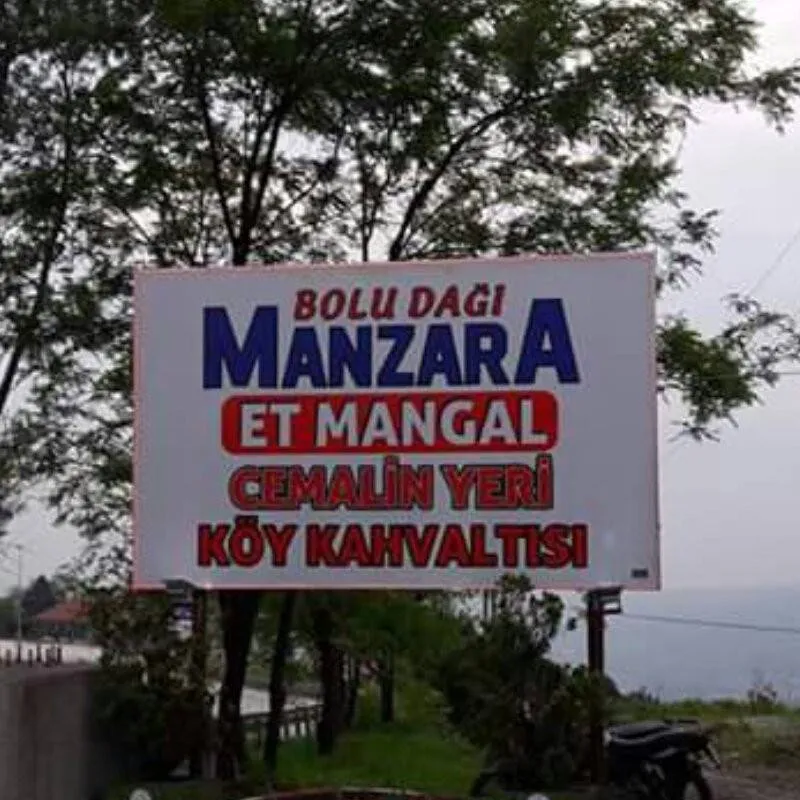 BOLU DAĞI
MANZARA
ET MANGAL
CEMALİN YERİ
KÖY KAHVALTISI